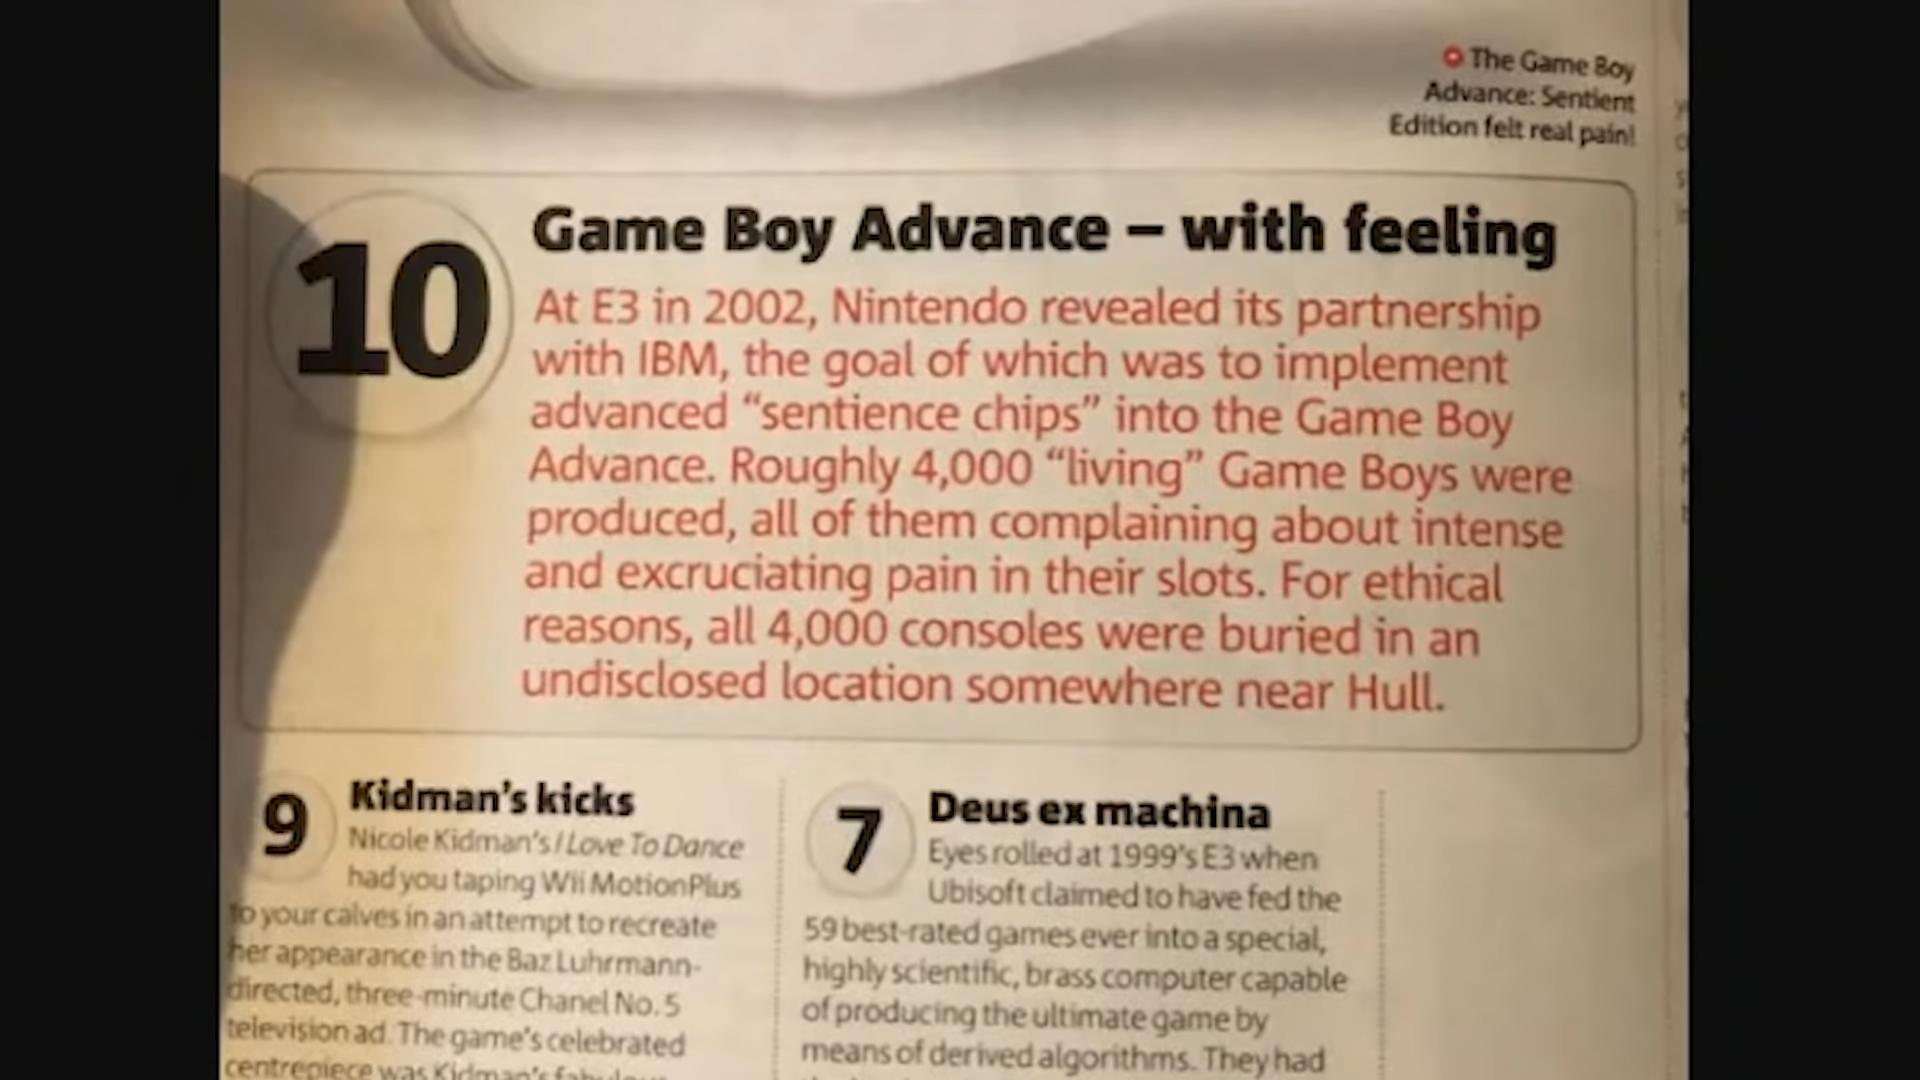 The Game Boy
Advance: Sentient
Edition felt real pain!
10
Game Boy Advance – with feeling
At E3 in 2002, Nintendo revealed its partnership
with IBM, the goal of which was to implement
advanced “sentience chips” into the Game Boy
Advance. Roughly 4,000 “living” Game Boys were
produced, all of them complaining about intense
and excruciating pain in their slots. For ethical
reasons, all 4,000 consoles were buried in an
undisclosed location somewhere near Hull.
9
Kidman’s kicks
Nicole Kidman’s I Love To Dance
had you taping Wii MotionPlus
to your calves in an attempt to recreate
her appearance in the Baz Luhrmann-
directed, three-minute Chanel No. 5
television ad. The game’s celebrated
centrepiece was Kidman’s
7
Deus ex machina
Eyes rolled at 1999’s E3 when
Ubisoft claimed to have fed the
59 best-rated games ever into a special,
highly scientific, brass computer capable
of producing the ultimate game by
means of derived algorithms. They had